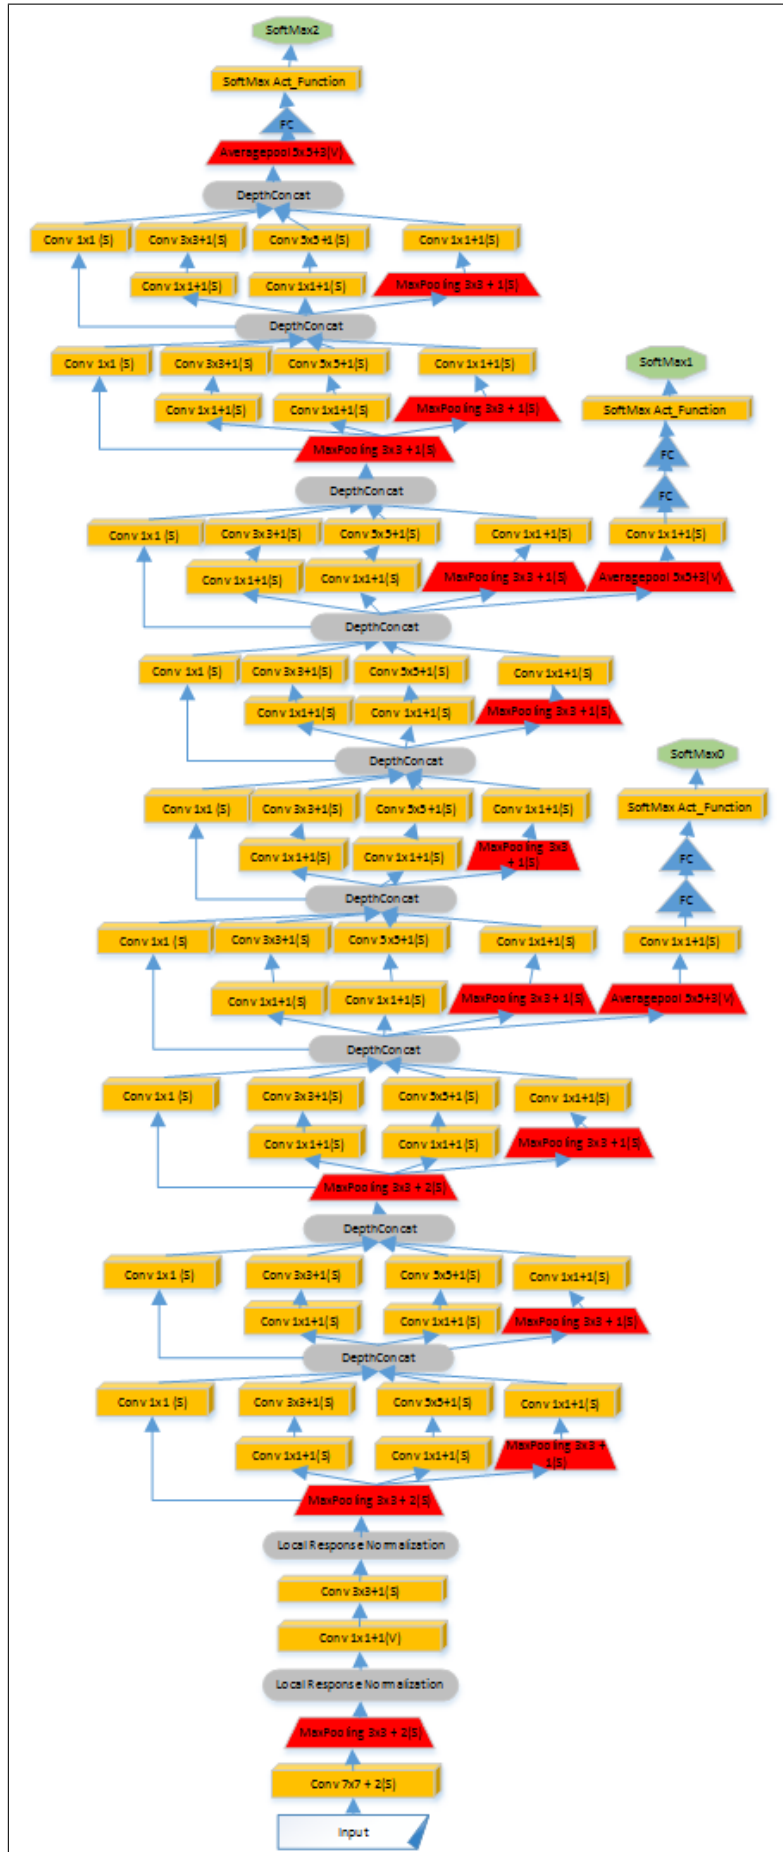 SoftMax2
SoftMax Act_Function
FC
Averagepool 5x5+3(V)
DepthConcat
Conv 1x1 (S) Conv 3x3+1(S) Conv 5x5+1(S) Conv 1x1+1(S)
Conv 1x1+1(S) Conv 1x1+1(S) MaxPooling 3x3 + 1(S)
DepthConcat
Conv 1x1 (S) Conv 3x3+1(S) Conv 5x5+1(S) Conv 1x1+1(S) SoftMax1
Conv 1x1+1(S) Conv 1x1+1(S) MaxPooling 3x3 + 1(S) SoftMax Act_Function
MaxPooling 3x3 + 1(S) FC
DepthConcat FC
Conv 1x1 (S) Conv 3x3+1(S) Conv 5x5+1(S) Conv 1x1+1(S) Conv 1x1+1(S)
Conv 1x1+1(S) Conv 1x1+1(S) MaxPooling 3x3 + 1(S) Averagepool 5x5+3(V)
DepthConcat
Conv 1x1 (S) Conv 3x3+1(S) Conv 5x5+1(S) Conv 1x1+1(S)
Conv 1x1+1(S) Conv 1x1+1(S) MaxPooling 3x3 + 1(S)
DepthConcat SoftMax0
Conv 1x1 (S) Conv 3x3+1(S) Conv 5x5+1(S) Conv 1x1+1(S) SoftMax Act_Function
Conv 1x1+1(S) Conv 1x1+1(S) MaxPooling 3x3
+ 1(S) FC
DepthConcat FC
Conv 1x1 (S) Conv 3x3+1(S) Conv 5x5+1(S) Conv 1x1+1(S) Conv 1x1+1(S)
Conv 1x1+1(S) Conv 1x1+1(S) MaxPooling 3x3 + 1(S) Averagepool 5x5+3(V)
DepthConcat
Conv 1x1 (S) Conv 3x3+1(S) Conv 5x5+1(S) Conv 1x1+1(S)
Conv 1x1+1(S) Conv 1x1+1(S) MaxPooling 3x3 + 1(S)
MaxPooling 3x3 + 2(S)
DepthConcat
Conv 1x1 (S) Conv 3x3+1(S) Conv 5x5+1(S) Conv 1x1+1(S)
Conv 1x1+1(S) Conv 1x1+1(S) MaxPooling 3x3 + 1(S)
DepthConcat
Conv 1x1 (S) Conv 3x3+1(S) Conv 5x5+1(S) Conv 1x1+1(S)
Conv 1x1+1(S) Conv 1x1+1(S) MaxPooling 3x3 +
1(S)
MaxPooling 3x3 + 2(S)
Local Response Normalization
Conv 3x3+1(S)
Conv 1x1+1(V)
Local Response Normalization
MaxPooling 3x3 + 2(S)
Conv 7x7 + 2(S)
Input